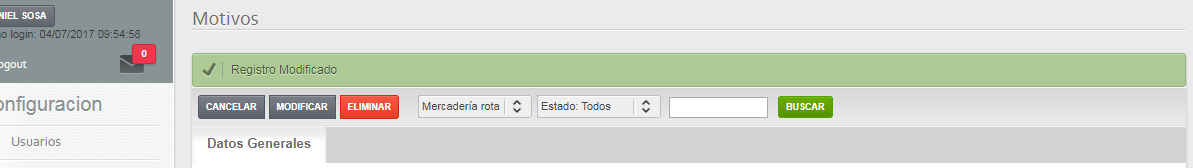 NIEL SOSA
no login: 04/07/2017 09:54:58
0
ogout
onfiguracion
Usuarios
Motivos
Registro Modificado
CANCELAR MODIFICAR ELIMINAR Mercadería rota Estado: Todos BUSCAR
Datos Generales